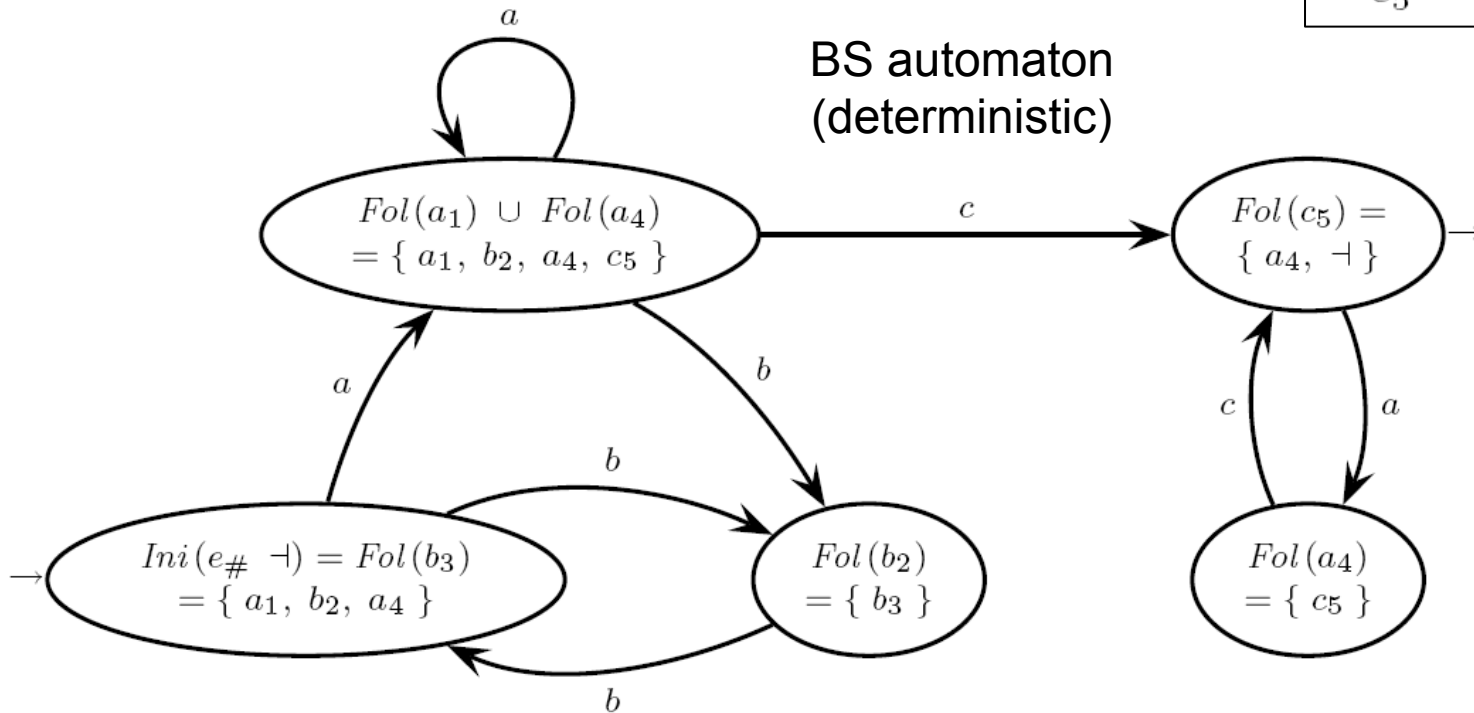 a
BS automaton
(deterministic)
Fol(a₁) ∪ Fol(a₄)
= { a₁, b₂, a₄, c₅ }
c
Fol(c₅) =
{ a₄, ⊣ }
→
a
b
b
c
a
→
Ini(e# ⊣) = Fol(b₃)
= { a₁, b₂, a₄ }
Fol(b₂)
= { b₃ }
Fol(a₄)
= { c₅ }
b